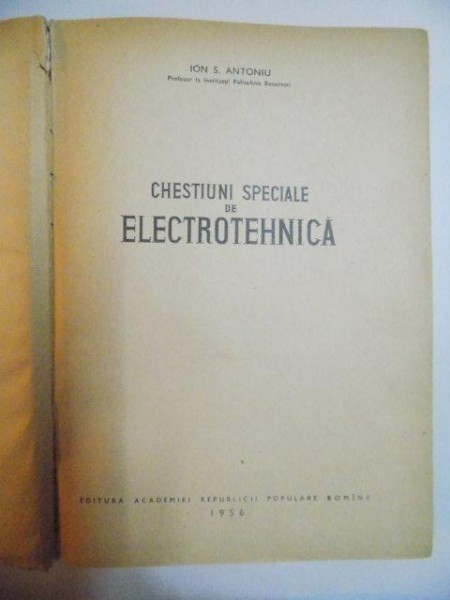 ION S. ANTONIU
Profesor la Institutul Politehnic București
CHESTIUNI SPECIALE
DE
ELECTROTEHNICĂ
EDITURA ACADEMIEI REPUBLICII POPULARE ROMÎNE
1956